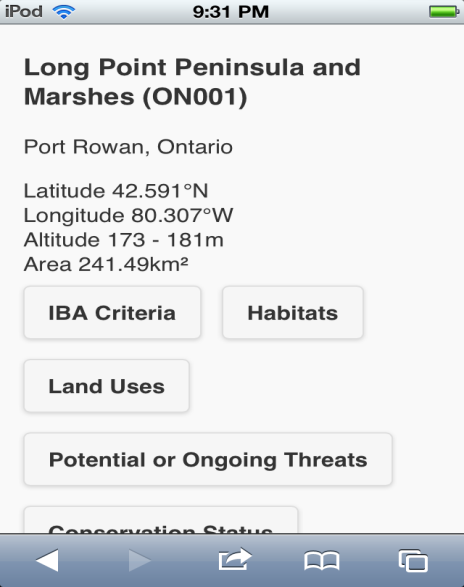 iPod 9:31 PM
Long Point Peninsula and
Marshes (ON001)
Port Rowan, Ontario
Latitude 42.591°N
Longitude 80.307°W
Altitude 173 - 181m
Area 241.49km²
IBA Criteria Habitats
Land Uses
Potential or Ongoing Threats
Conservation Status